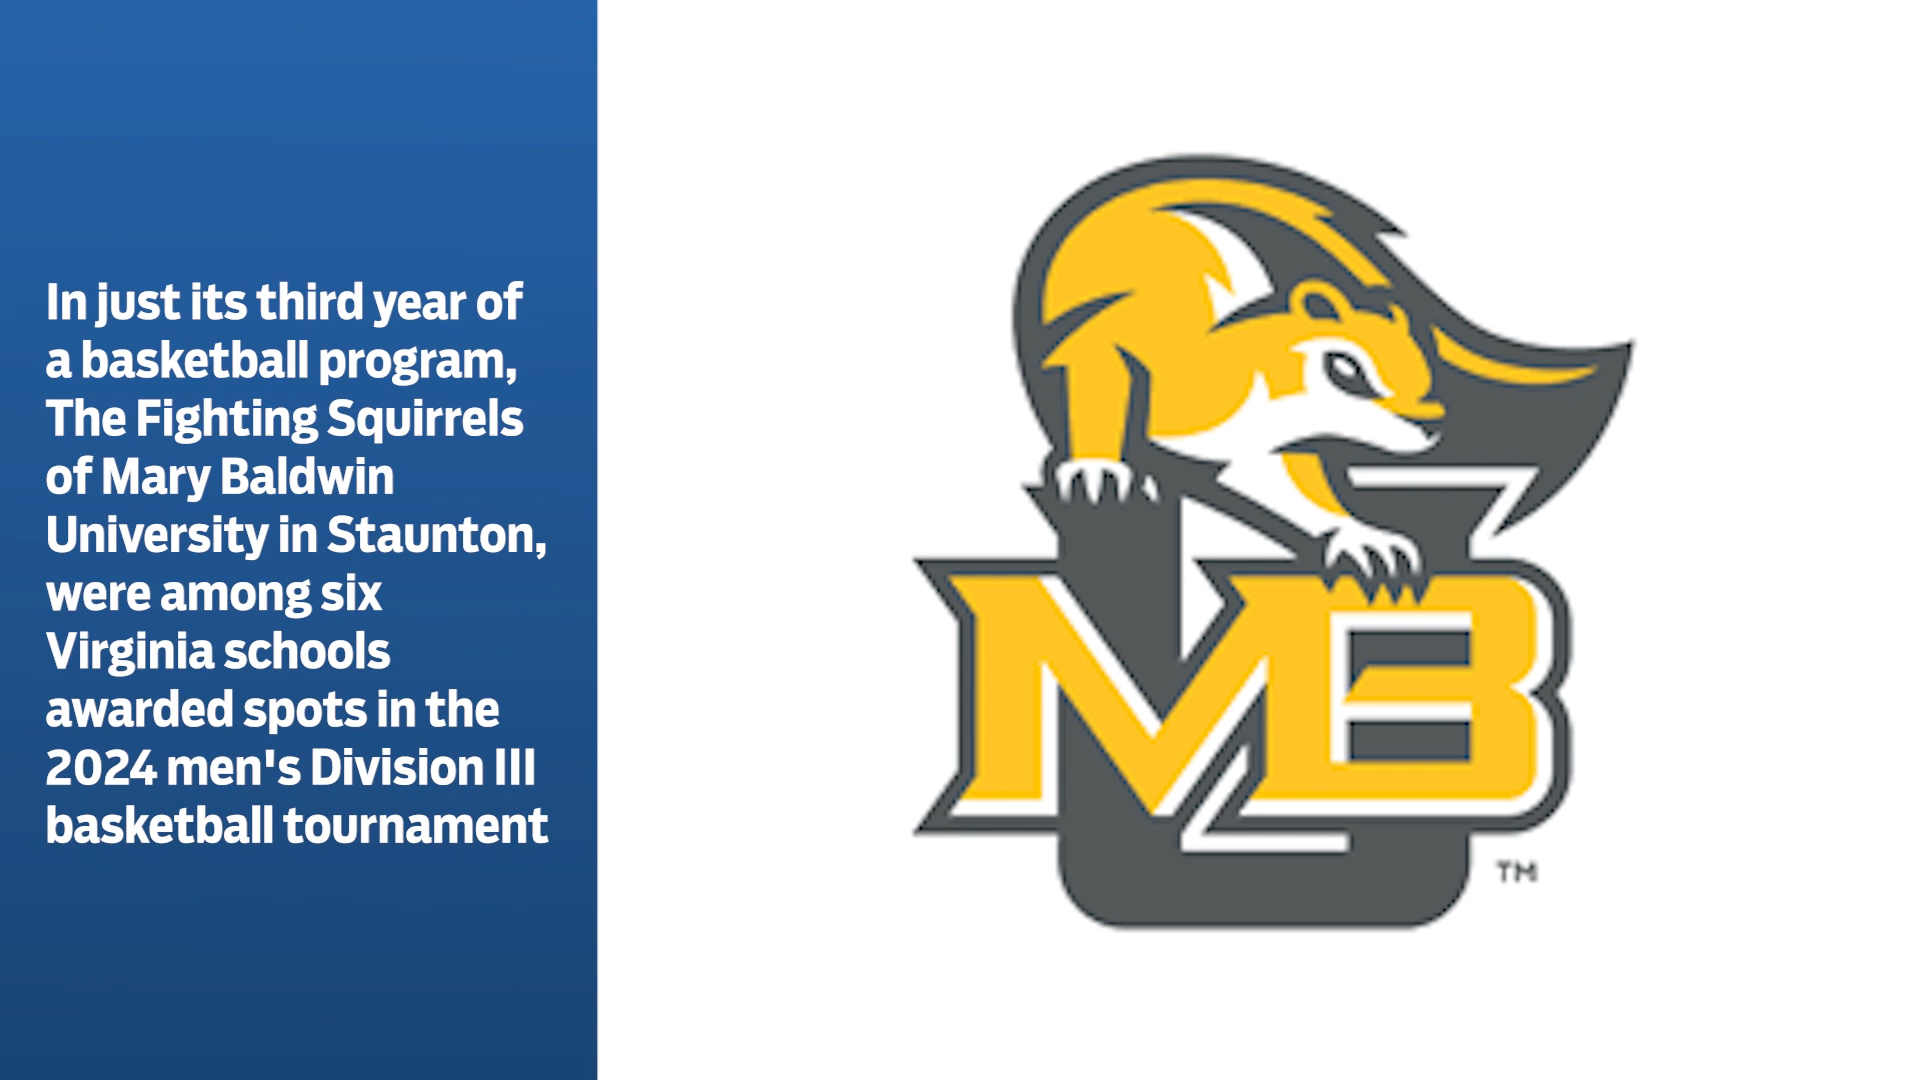 In just its third year of
a basketball program,
The Fighting Squirrels
of Mary Baldwin
University in Staunton,
were among six
Virginia schools
awarded spots in the
2024 men's Division III
basketball tournament
MB
U
TM